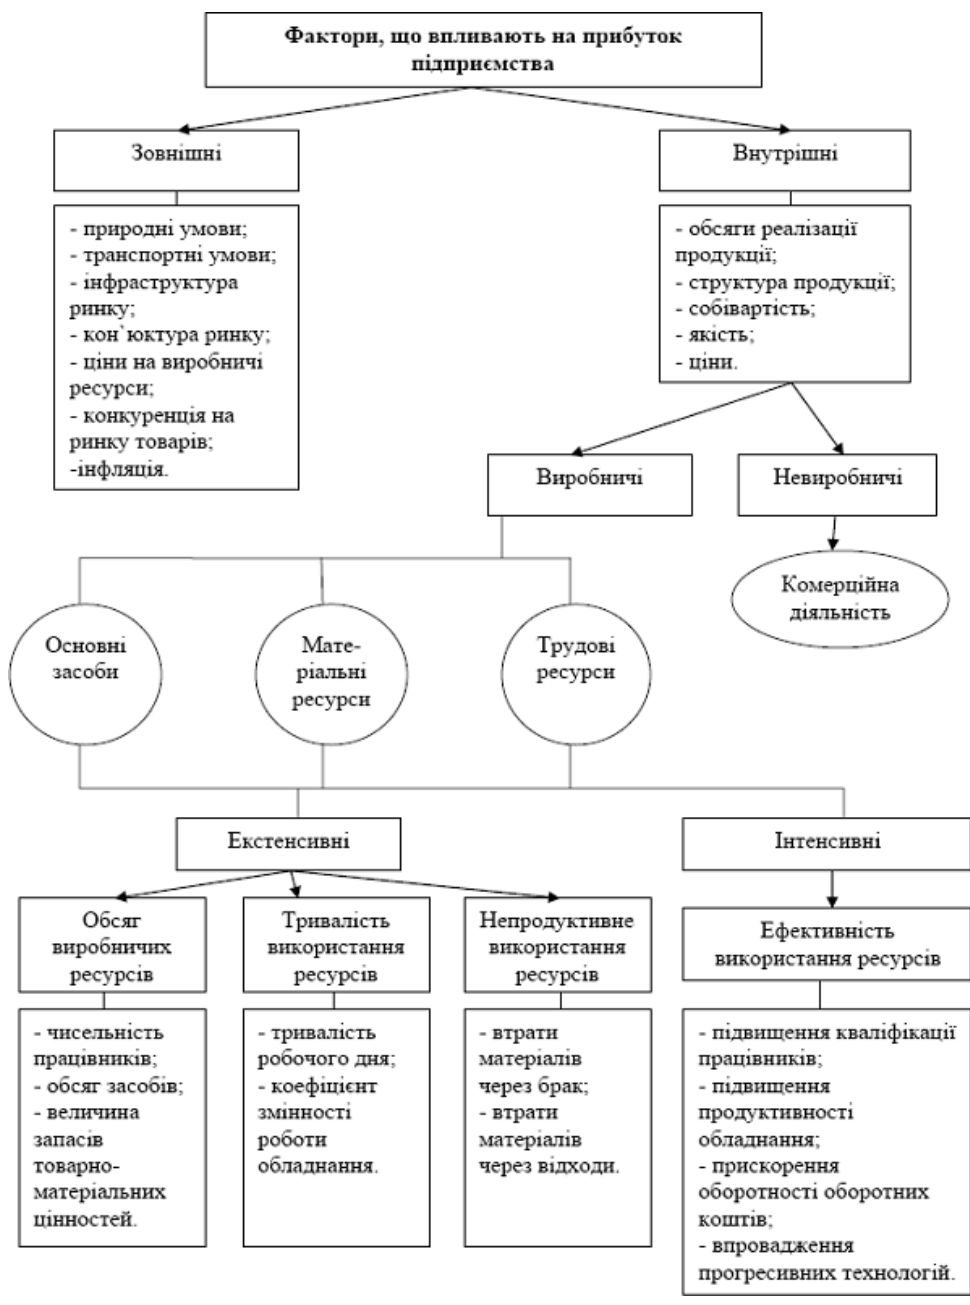 Фактори, що впливають на прибуток
підприємства
Зовнішні
Внутрішні
- природні умови;
- транспортні умови;
- інфраструктура
ринку;
- кон`юктура ринку;
- ціни на виробничі
ресурси;
- конкуренція на
ринку товарів;
-інфляція.
- обсяги реалізації
продукції;
- структура продукції;
- собівартість;
- якість;
- ціни.
Виробничі
Невиробничі
Комерційна
діяльність
Основні
засоби
Мате-
ріальні
ресурси
Трудові
ресурси
Екстенсивні
Інтенсивні
Обсяг
виробничих
ресурсів
Тривалість
використання
ресурсів
Непродуктивне
використання
ресурсів
Ефективність
використання ресурсів
- чисельність
працівників;
- обсяг засобів;
- величина
запасів
товарно-
матеріальних
цінностей.
- тривалість
робочого дня;
- коефіцієнт
змінності
роботи
обладнання.
- втрати
матеріалів
через брак;
- втрати
матеріалів
через відходи.
- підвищення кваліфікації
працівників;
- підвищення
продуктивності
обладнання;
- прискорення
оборотності оборотних
коштів;
- впровадження
прогресивних технологій.